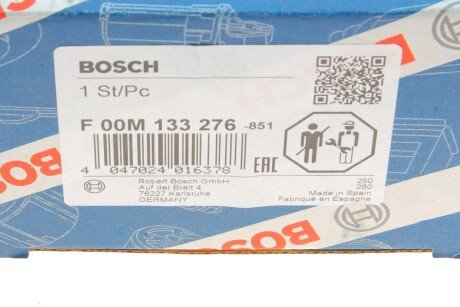 BOSCH
1 St/Pc
F 00M 133 276 -851
4 047024 016378
EAC
Robert Bosch GmbH
Auf der Breit 4
76227 Karlsruhe
GERMANY
250
280
Made in Spain
Fabriqué en Espagne